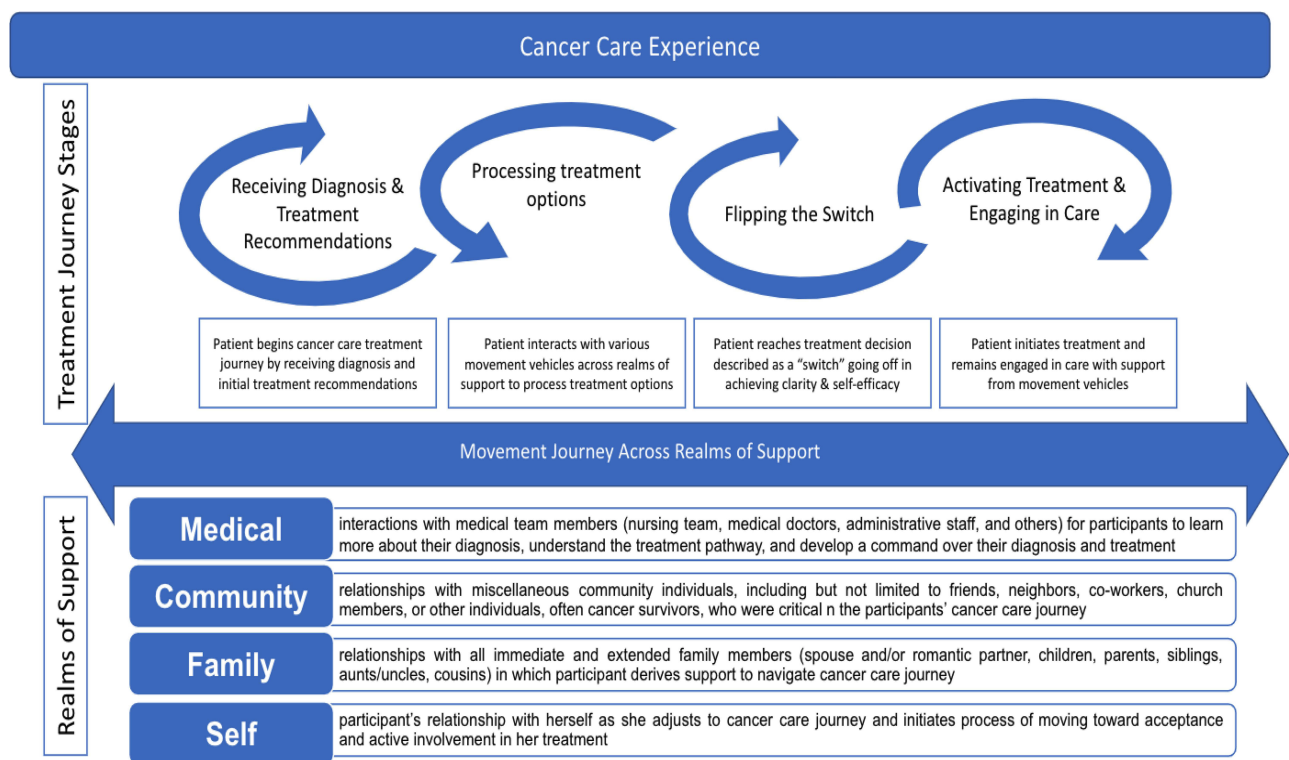 Cancer Care Experience
Treatment Journey Stages
Receiving Diagnosis &
Treatment
Recommendations
Processing treatment
options
Flipping the Switch
Activating Treatment &
Engaging in Care
Patient begins cancer care treatment
journey by receiving diagnosis and
initial treatment recommendations
Patient interacts with various
movement vehicles across realms of
support to process treatment options
Patient reaches treatment decision
described as a “switch” going off in
achieving clarity & self-efficacy
Patient initiates treatment and
remains engaged in care with support
from movement vehicles
Movement Journey Across Realms of Support
Realms of Support
Medical
interactions with medical team members (nursing team, medical doctors, administrative staff, and others) for participants to learn
more about their diagnosis, understand the treatment pathway, and develop a command over their diagnosis and treatment
Community
relationships with miscellaneous community individuals, including but not limited to friends, neighbors, co-workers, church
members, or other individuals, often cancer survivors, who were critical n the participants’ cancer care journey
Family
relationships with all immediate and extended family members (spouse and/or romantic partner, children, parents, siblings,
aunts/uncles, cousins) in which participant derives support to navigate cancer care journey
Self
participant’s relationship with herself as she adjusts to cancer care journey and initiates process of moving toward acceptance
and active involvement in her treatment